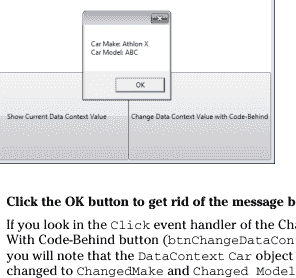 Car Make: Athlon X
Car Model: ABC
OK
Show Current Data Context Value
Change Data Context Value with Code-Behind
Click the OK button to get rid of the message b
If you look in the Click event handler of the Cha
With Code-Behind button (btnChangeDataCon
you will note that the DataContext Car object
changed to ChangedMake and Changed Model